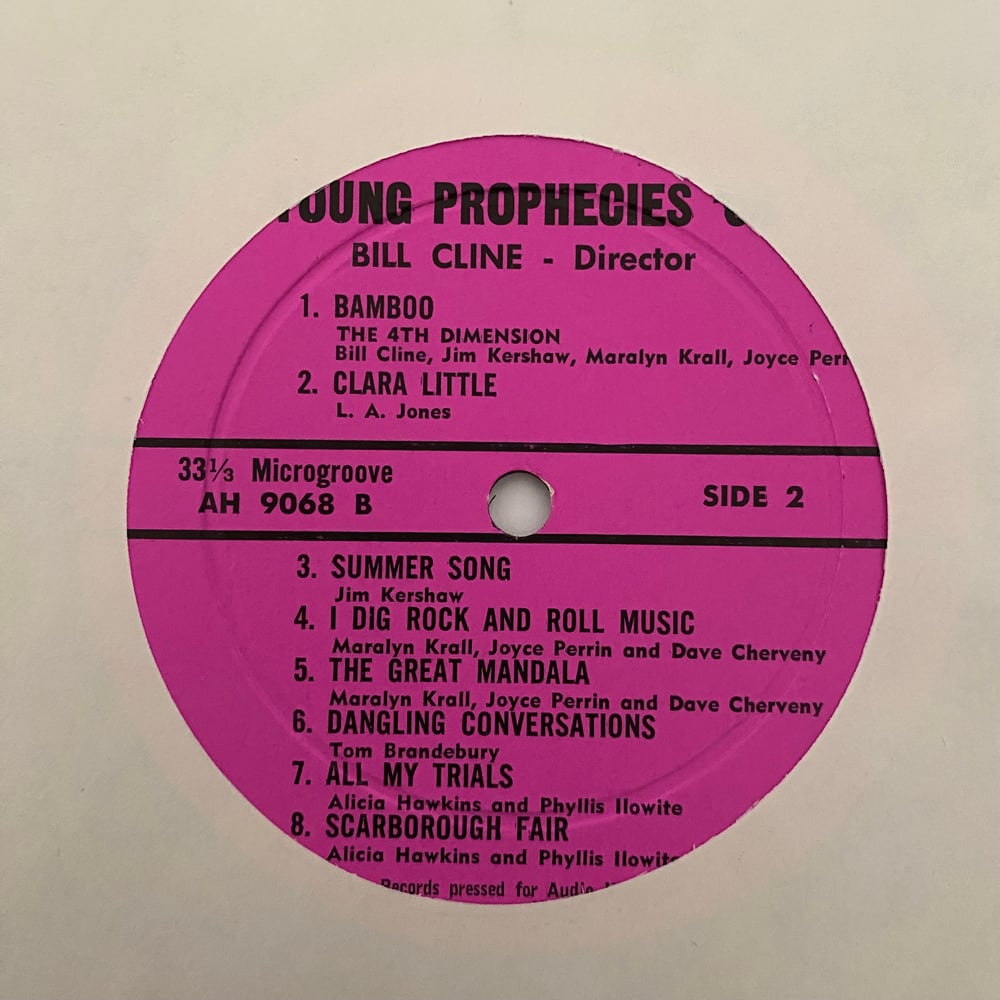 YOUNG PROPHECIES
BILL CLINE - Director
1. BAMBOO
THE 4TH DIMENSION
Bill Cline, Jim Kershaw, Maralyn Krall, Joyce Perr
2. CLARA LITTLE
L. A. Jones
33⅓ Microgroove
AH 9068 B
SIDE 2
3. SUMMER SONG
Jim Kershaw
4. I DIG ROCK AND ROLL MUSIC
Maralyn Krall, Joyce Perrin and Dave Cherveny
5. THE GREAT MANDALA
Maralyn Krall, Joyce Perrin and Dave Cherveny
6. DANGLING CONVERSATIONS
Tom Brandebury
7. ALL MY TRIALS
Alicia Hawkins and Phyllis Ilowite
8. SCARBOROUGH FAIR
Alicia Hawkins and Phyllis Ilowite
Records pressed for Audio